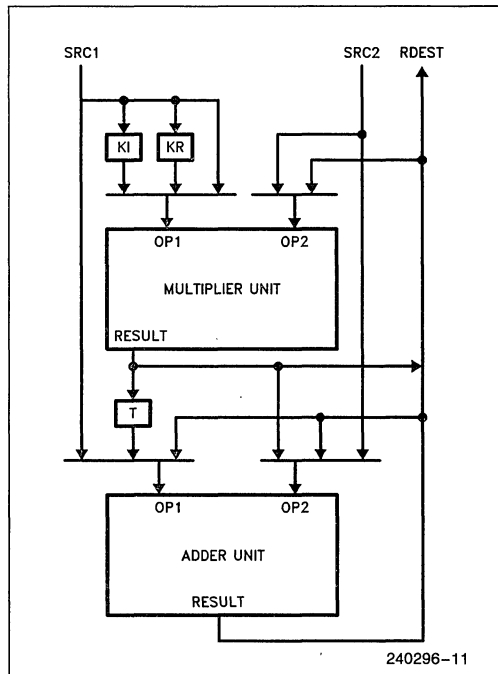 SRC1 SRC2 RDEST
KI KR
OP1 OP2
MULTIPLIER UNIT
RESULT
T
OP1 OP2
ADDER UNIT
RESULT
240296-11